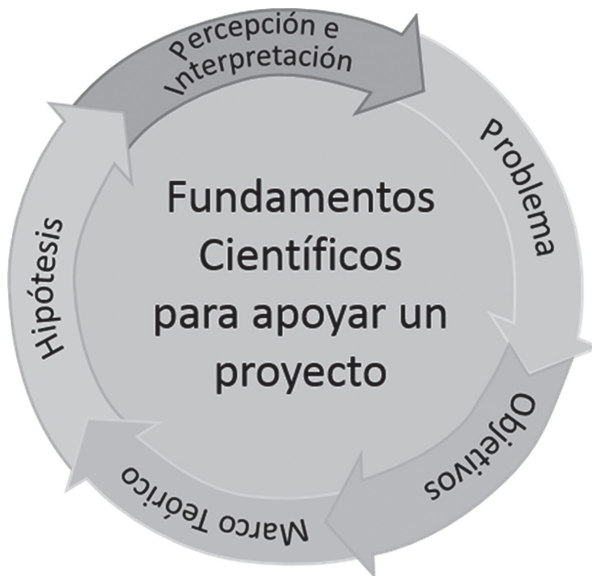 Percepción e
Interpretación
Problema
Objetivos
Marco Teórico
Hipótesis
Fundamentos
Científicos
para apoyar un
proyecto